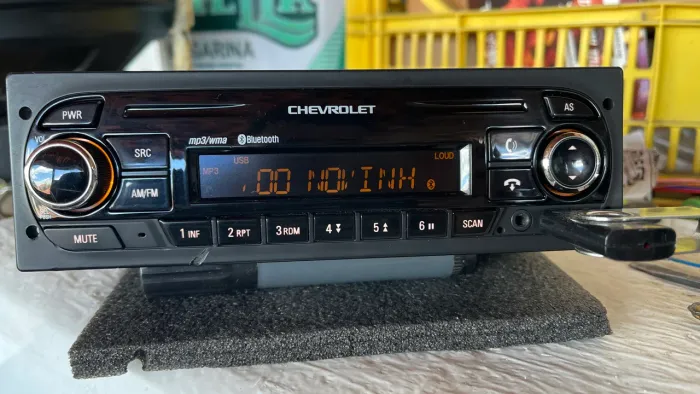 GARINA
CHEVROLET
PWR
AS
VOL
mp3/wma
Bluetooth
SRC
USB
LOUD
MP3
.00 NOVINH
AM/FM
MUTE
1 INF
2 RPT
3 RDM
4
5
6
SCAN